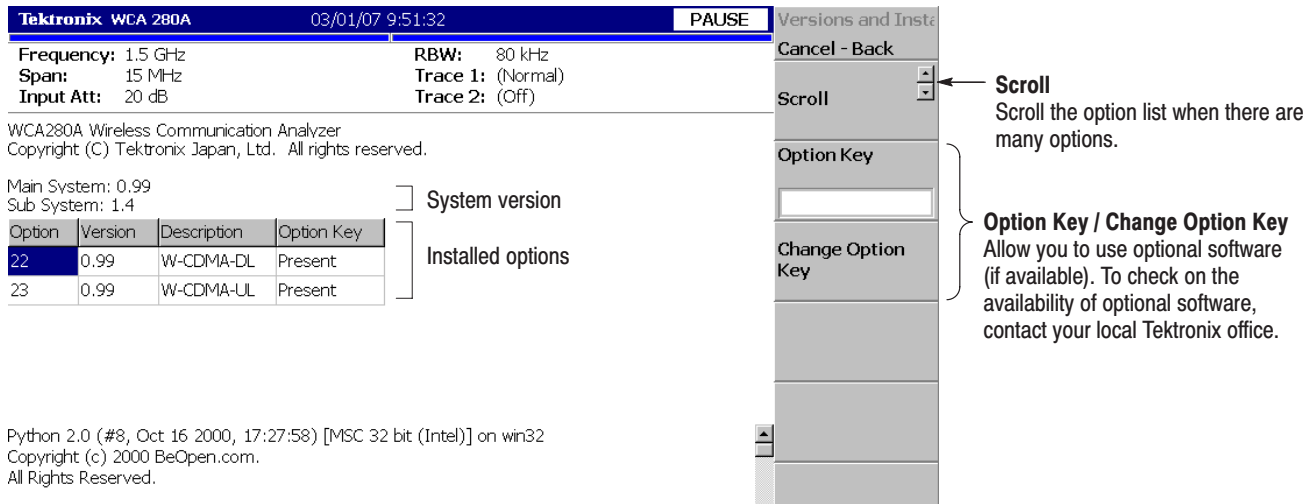 Tektronix WCA 280A 03/01/07 9:51:32 PAUSE
Frequency: 1.5 GHz RBW: 80 kHz
Span: 15 MHz Trace 1: (Normal)
Input Att: 20 dB Trace 2: (Off)
WCA280A Wireless Communication Analyzer
Copyright (C) Tektronix Japan, Ltd. All rights reserved.
Main System: 0.99
Sub System: 1.4
System version
Option Version Description Option Key
22 0.99 W-CDMA-DL Present
23 0.99 W-CDMA-UL Present
Installed options
Python 2.0 (#8, Oct 16 2000, 17:27:58) [MSC 32 bit (Intel)] on win32
Copyright (c) 2000 BeOpen.com.
All Rights Reserved.
Versions and Insta
Cancel - Back
Scroll
Option Key
Change Option
Key
Scroll
Scroll the option list when there are
many options.
Option Key / Change Option Key
Allow you to use optional software
(if available). To check on the
availability of optional software,
contact your local Tektronix office.